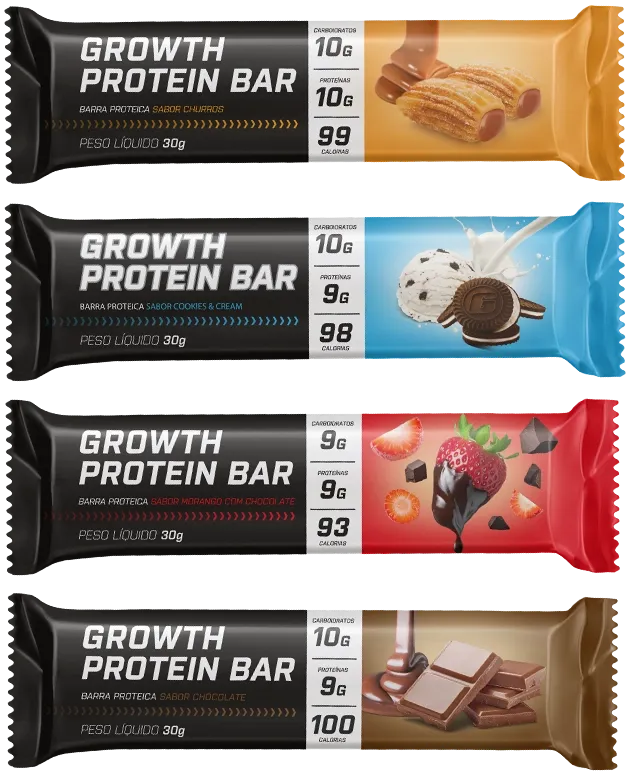 GROWTH
PROTEIN BAR
BARRA PROTEICA SABOR CHURROS
PESO LÍQUIDO 30g
CARBOIDRATOS
10G
PROTEÍNAS
10G
99
CALORIAS
GROWTH
PROTEIN BAR
BARRA PROTEICA SABOR COOKIES & CREAM
PESO LÍQUIDO 30g
CARBOIDRATOS
10G
PROTEÍNAS
9G
98
CALORIAS
GROWTH
PROTEIN BAR
BARRA PROTEICA SABOR MORANGO COM CHOCOLATE
PESO LÍQUIDO 30g
CARBOIDRATOS
9G
PROTEÍNAS
9G
93
CALORIAS
GROWTH
PROTEIN BAR
BARRA PROTEICA SABOR CHOCOLATE
PESO LÍQUIDO 30g
CARBOIDRATOS
10G
PROTEÍNAS
9G
100
CALORIAS